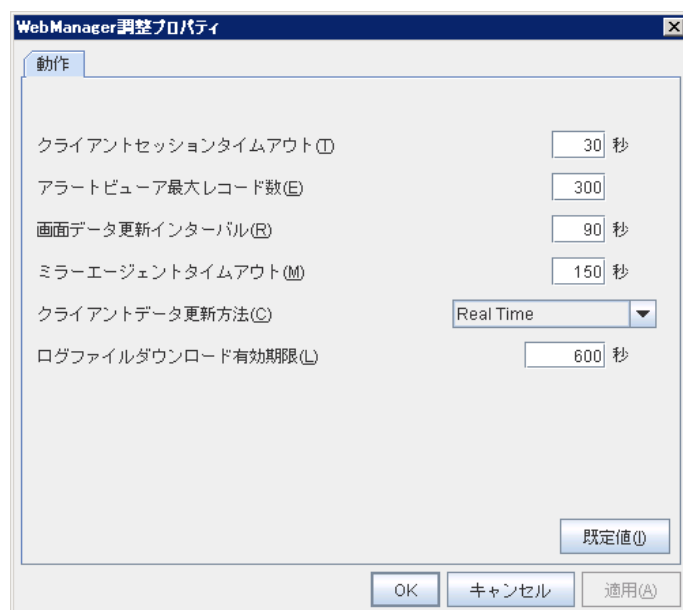 WebManager調整プロパティ
動作
クライアントセッションタイムアウト(T) 30 秒
アラートビューア最大レコード数(E) 300
画面データ更新インターバル(R) 90 秒
ミラーエージェントタイムアウト(M) 150 秒
クライアントデータ更新方法(C) Real Time
ログファイルダウンロード有効期限(L) 600 秒
既定値(I)
OK キャンセル 適用(A)